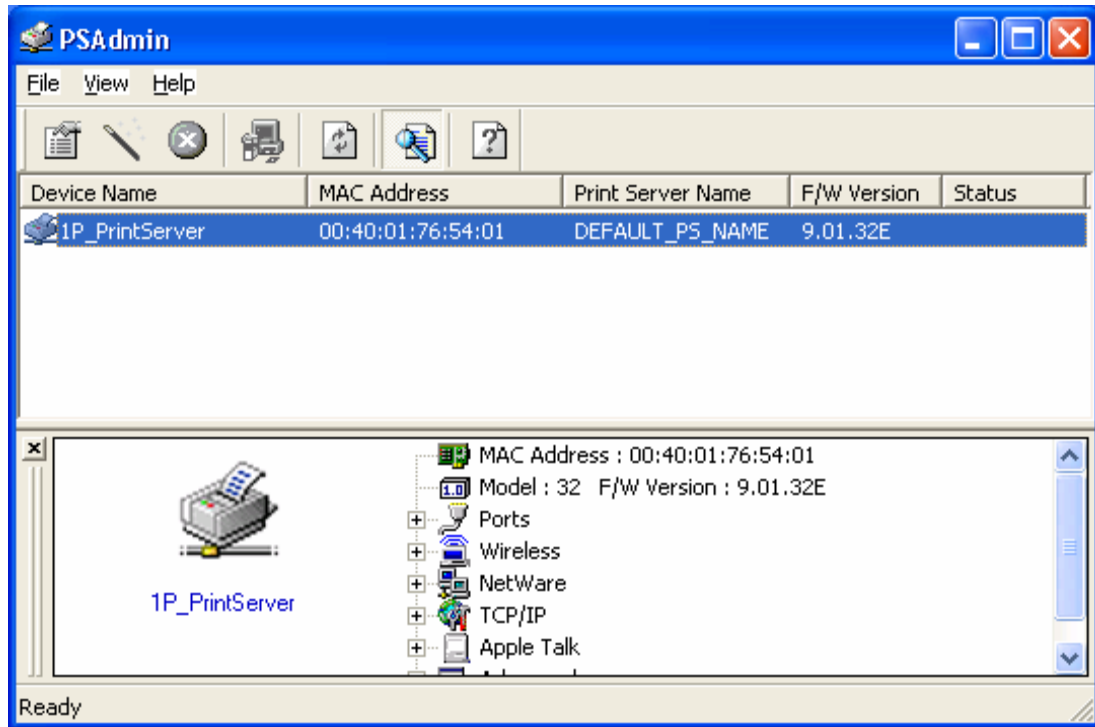 PSAdmin
File View Help
Device Name MAC Address Print Server Name F/W Version Status
1P_PrintServer 00:40:01:76:54:01 DEFAULT_PS_NAME 9.01.32E
MAC Address : 00:40:01:76:54:01
1.0 Model : 32 F/W Version : 9.01.32E
Ports
Wireless
NetWare
1P_PrintServer
TCP/IP
Apple Talk
Ready